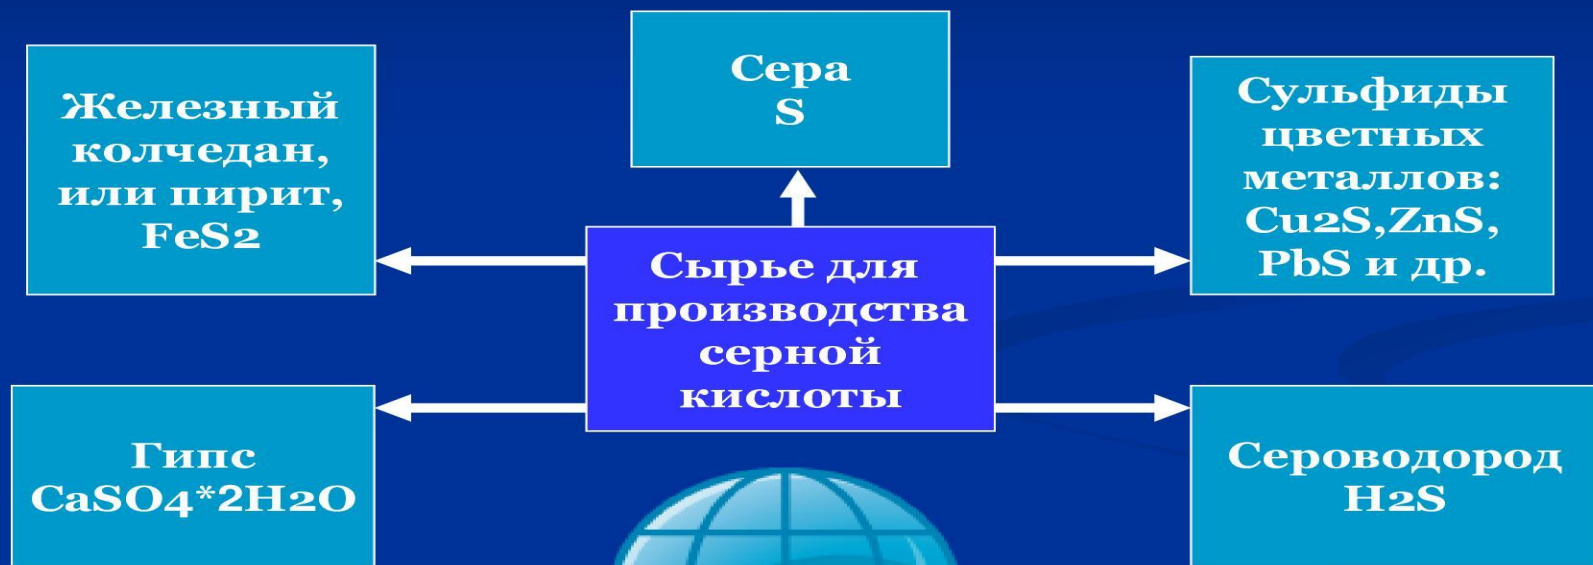 Сера
S
Железный
колчедан,
или пирит,
FeS2
Сульфиды
цветных
металлов:
Cu2S,ZnS,
PbS и др.
Сырье для
производства
серной
кислоты
Гипс
CaSO4*2H2O
Сероводород
H2S